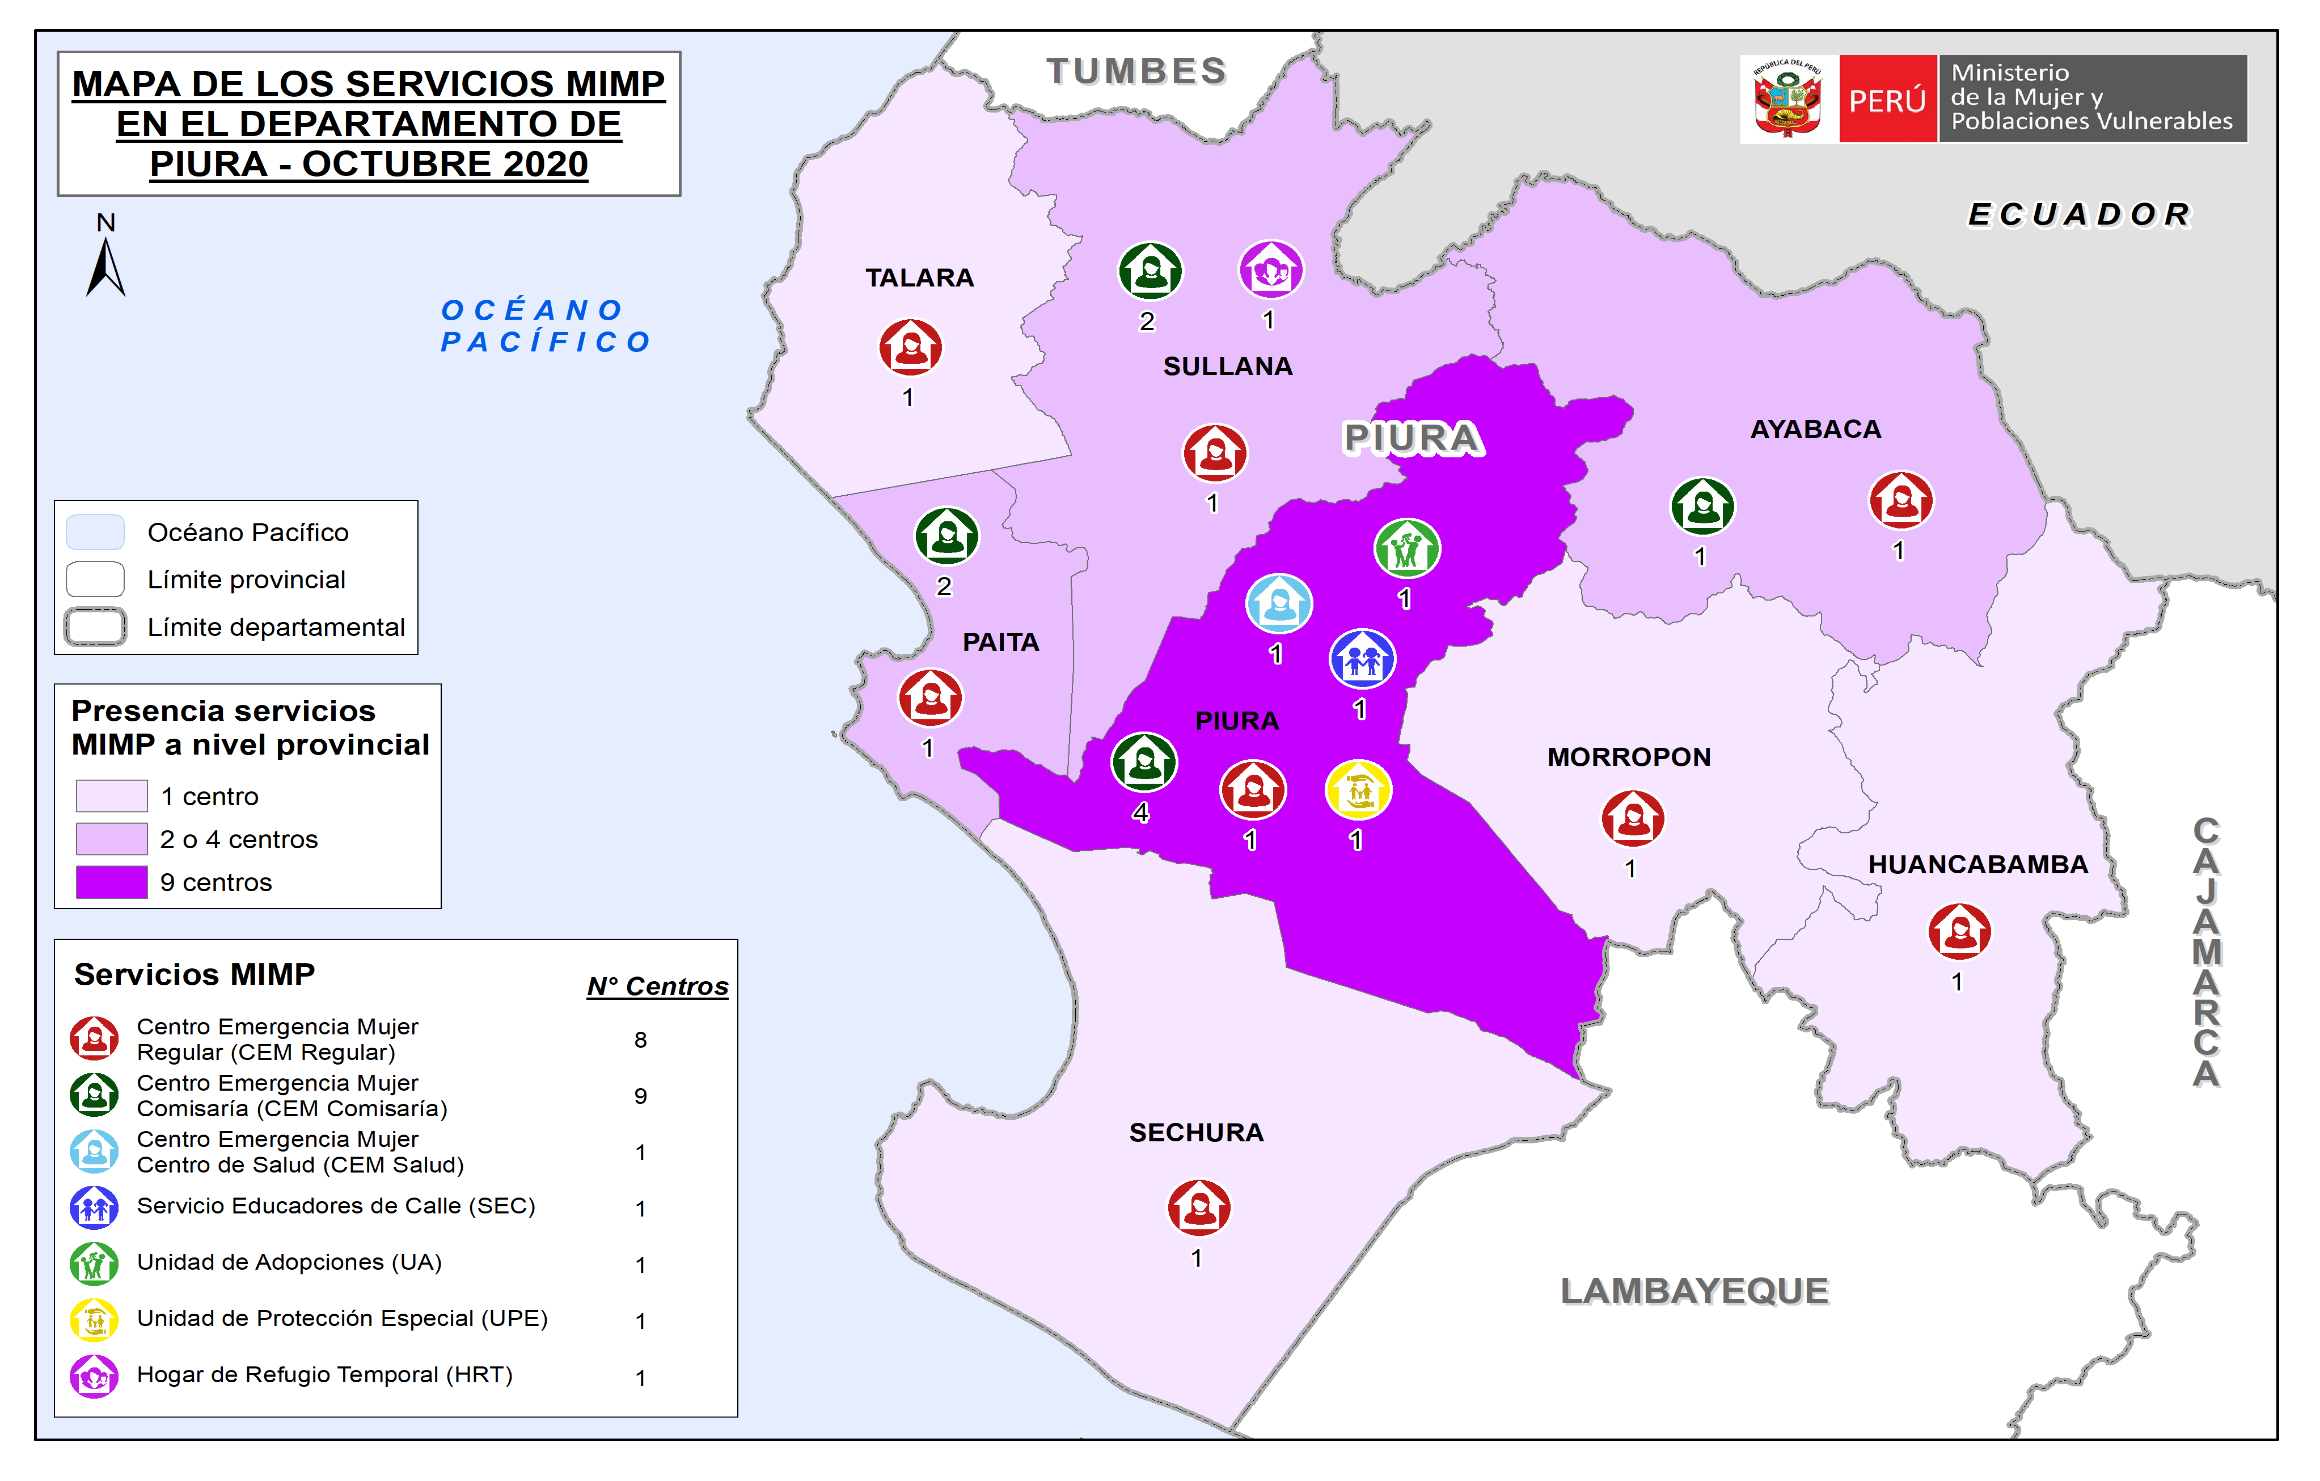 MAPA DE LOS SERVICIOS MIMP
EN EL DEPARTAMENTO DE
PIURA - OCTUBRE 2020
N
OCÉANO
PACÍFICO
TUMBES
REPÚBLICA DEL PERÚ
PERÚ
Ministerio
de la Mujer y
Poblaciones Vulnerables
ECUADOR
TALARA
1
2
1
SULLANA
1
PIURA
AYABACA
1
1
2
PAITA
1
1
1
1
PIURA
4
1
1
MORROPON
1
HUANCABAMBA
1
SECHURA
1
CAJAMARCA
LAMBAYEQUE
Océano Pacífico
Límite provincial
Límite departamental
Presencia servicios
MIMP a nivel provincial
1 centro
2 o 4 centros
9 centros
Servicios MIMP
N° Centros
Centro Emergencia Mujer
Regular (CEM Regular)
8
Centro Emergencia Mujer
Comisaría (CEM Comisaría)
9
Centro Emergencia Mujer
Centro de Salud (CEM Salud)
1
Servicio Educadores de Calle (SEC)
1
Unidad de Adopciones (UA)
1
Unidad de Protección Especial (UPE)
1
Hogar de Refugio Temporal (HRT)
1